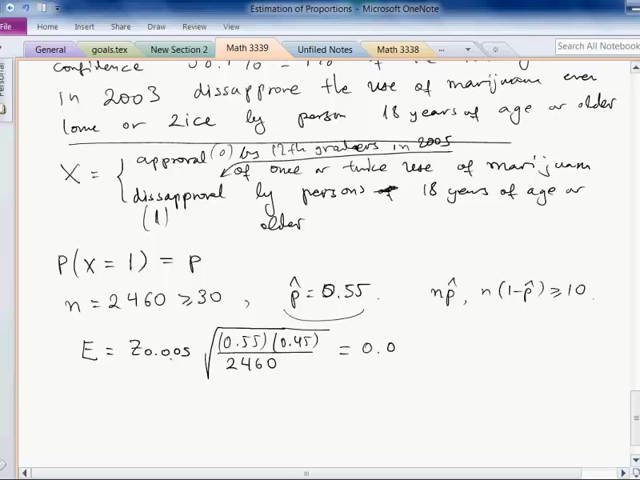 Estimation of Proportions - Microsoft OneNote
File Home Insert Share Draw Review View
General goals.tex New Section 2 Math 3339 Unfiled Notes Math 3338 ... Search All Notebooks
Personal
confidence
in 2003 dissapprove the use of marijuana even
or 2ice by person 18 years of age or older
X = { approval (0) by 12th graders in 2005
of once or twice use of marijuana
dissapproval by persons 18 years of age or
(1) older
P(X = 1) = p
n = 2460 ≥ 30 , p̂ = 0.55 . n p̂ , n(1-p̂) ≥ 10 .
E = Z0.005 √((0.55)(0.45) / 2460) = 0.0